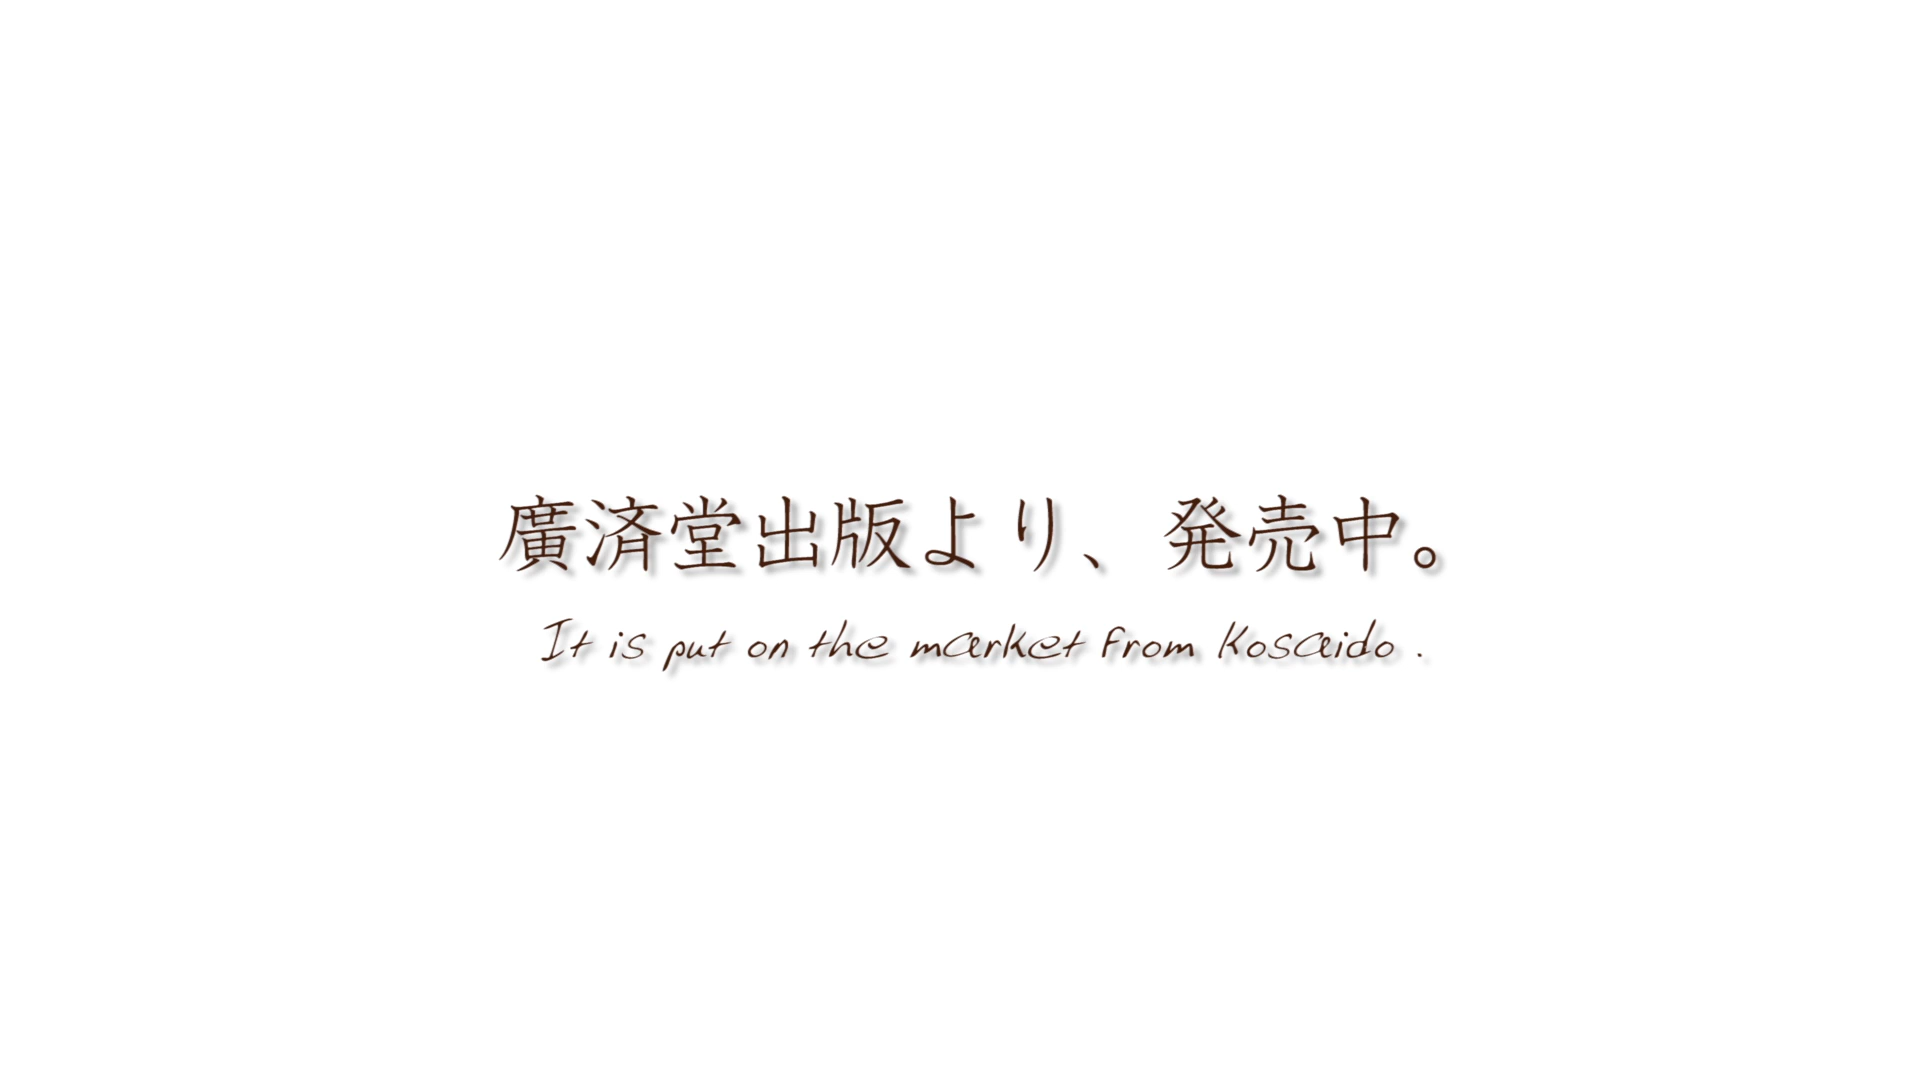 廣済堂出版より、発売中。
It is put on the market from Kosaido .